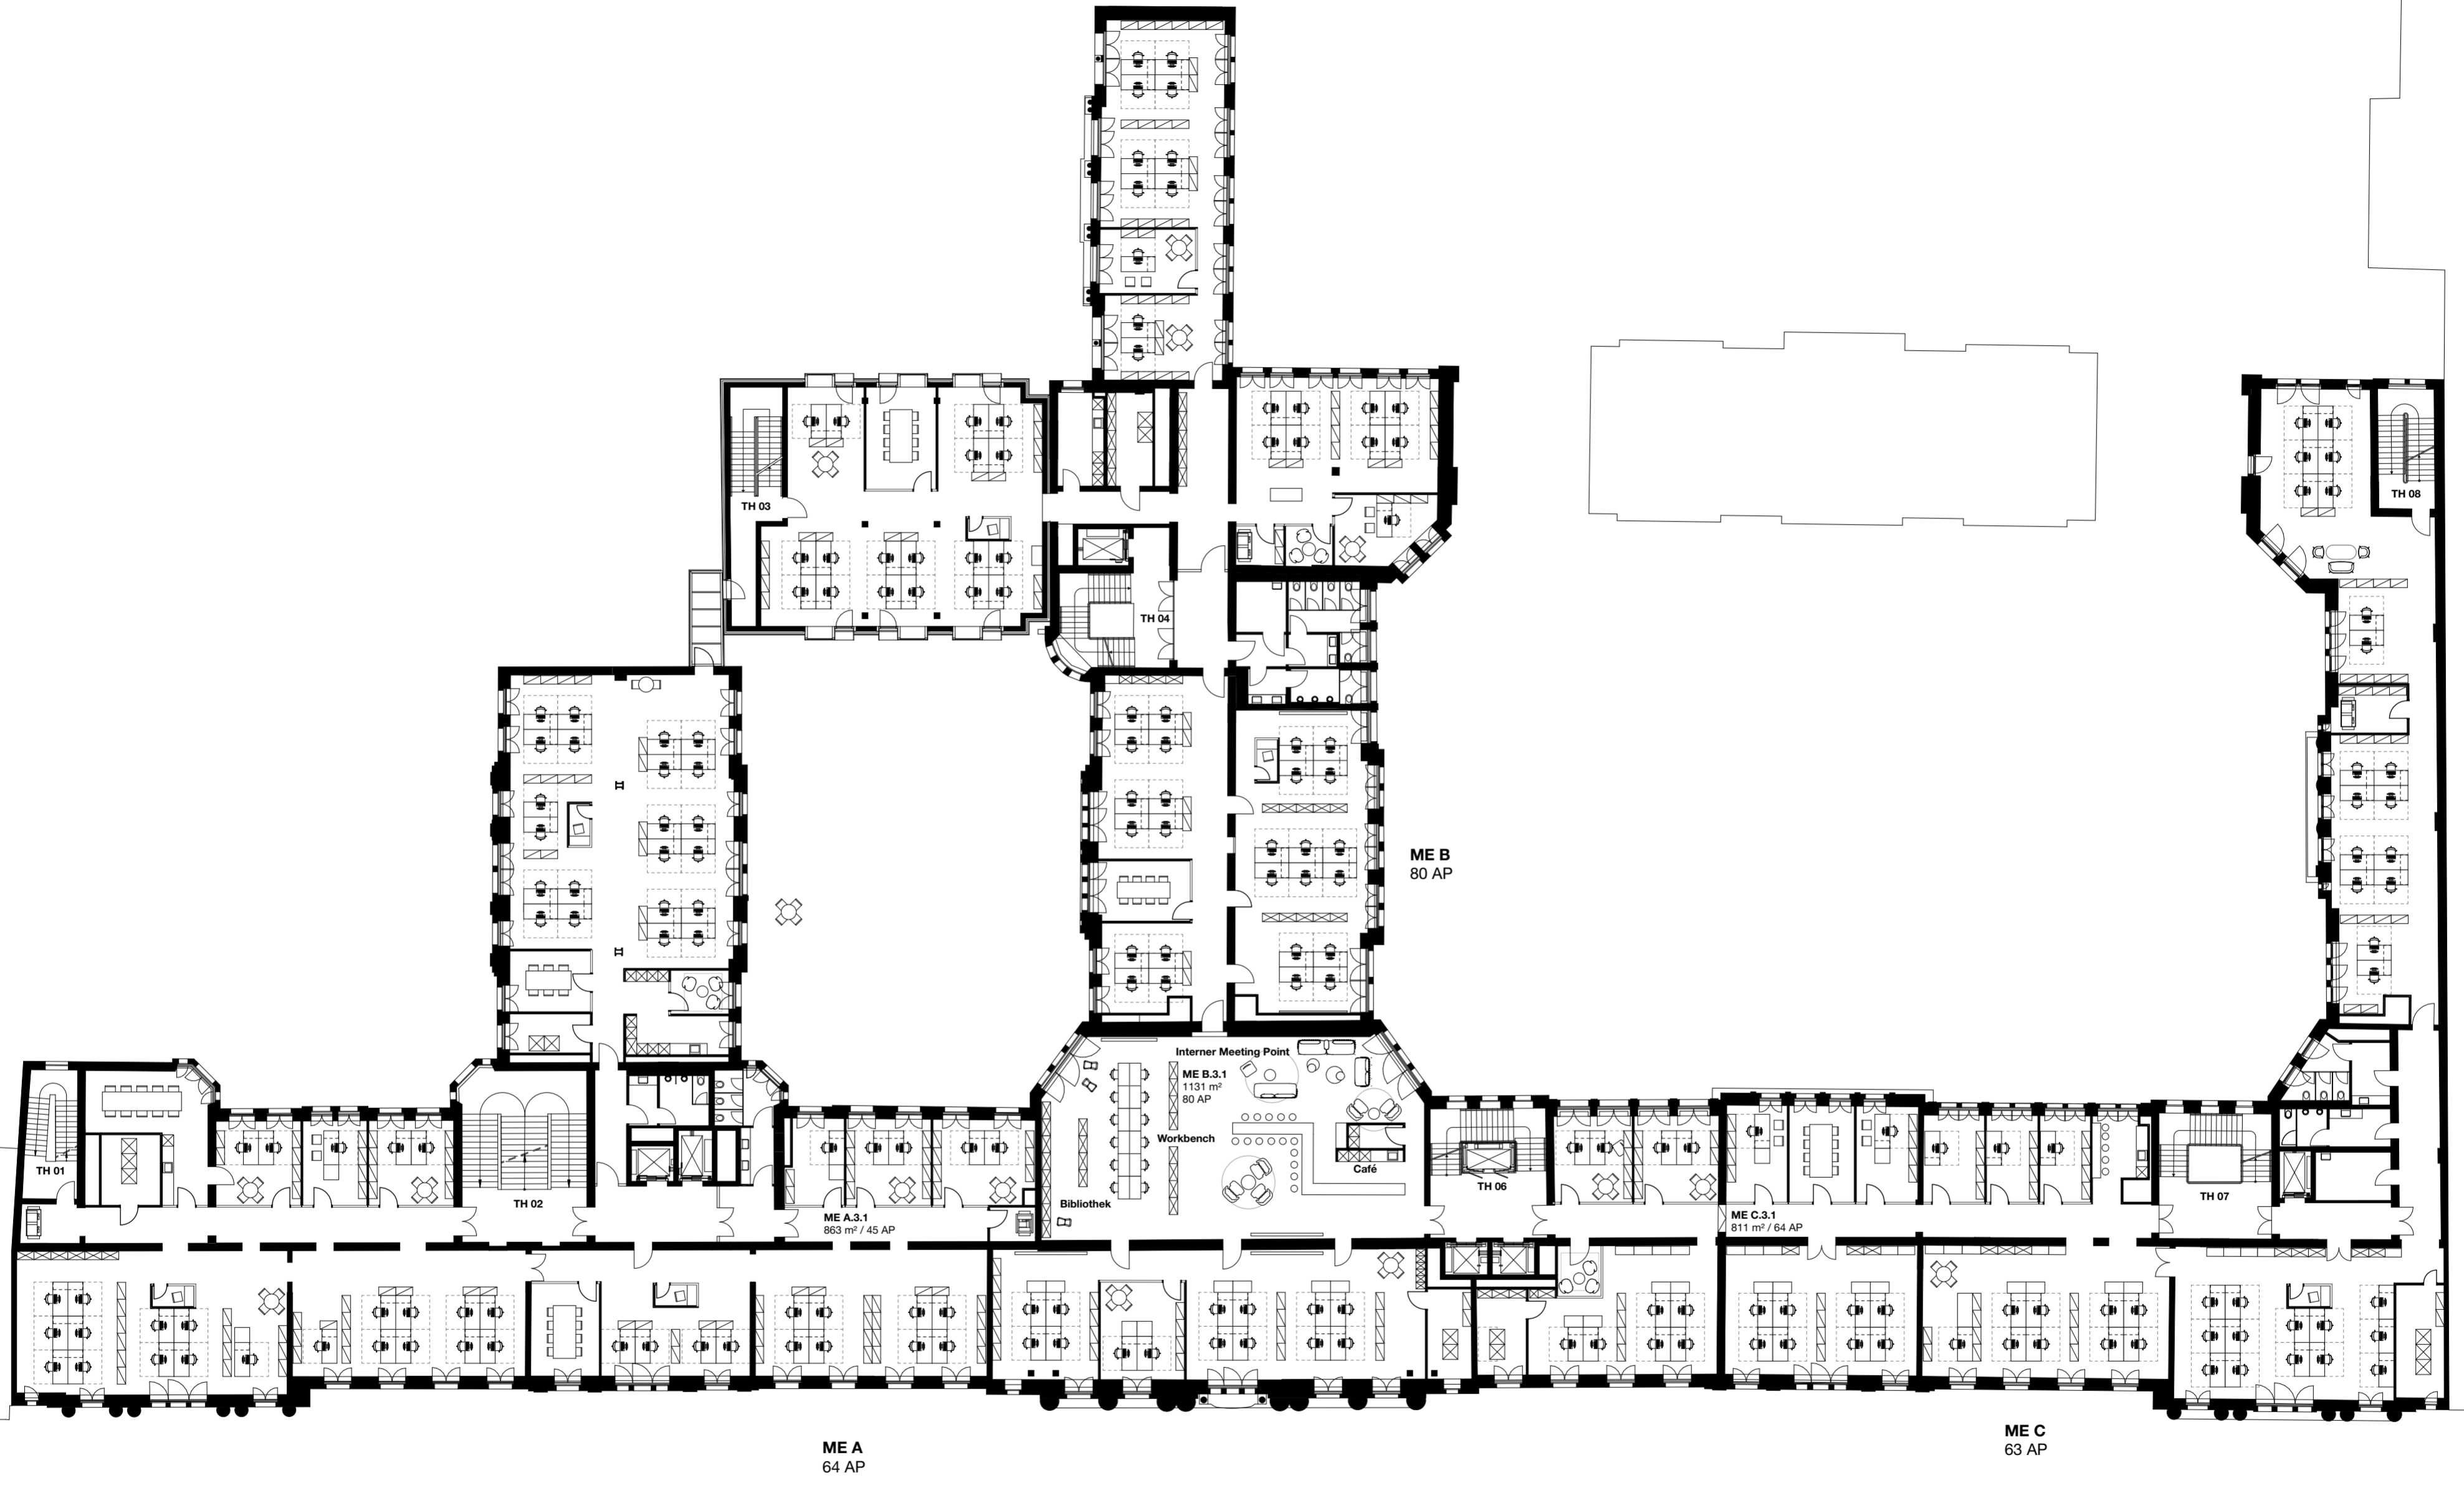 TH 03
TH 08
TH 04
ME B
80 AP
Interner Meeting Point
ME B.3.1
1131 m²
80 AP
Workbench
Café
Bibliothek
TH 01
TH 02
TH 06
TH 07
ME A.3.1
863 m² / 45 AP
ME C.3.1
811 m² / 64 AP
ME A
64 AP
ME C
63 AP